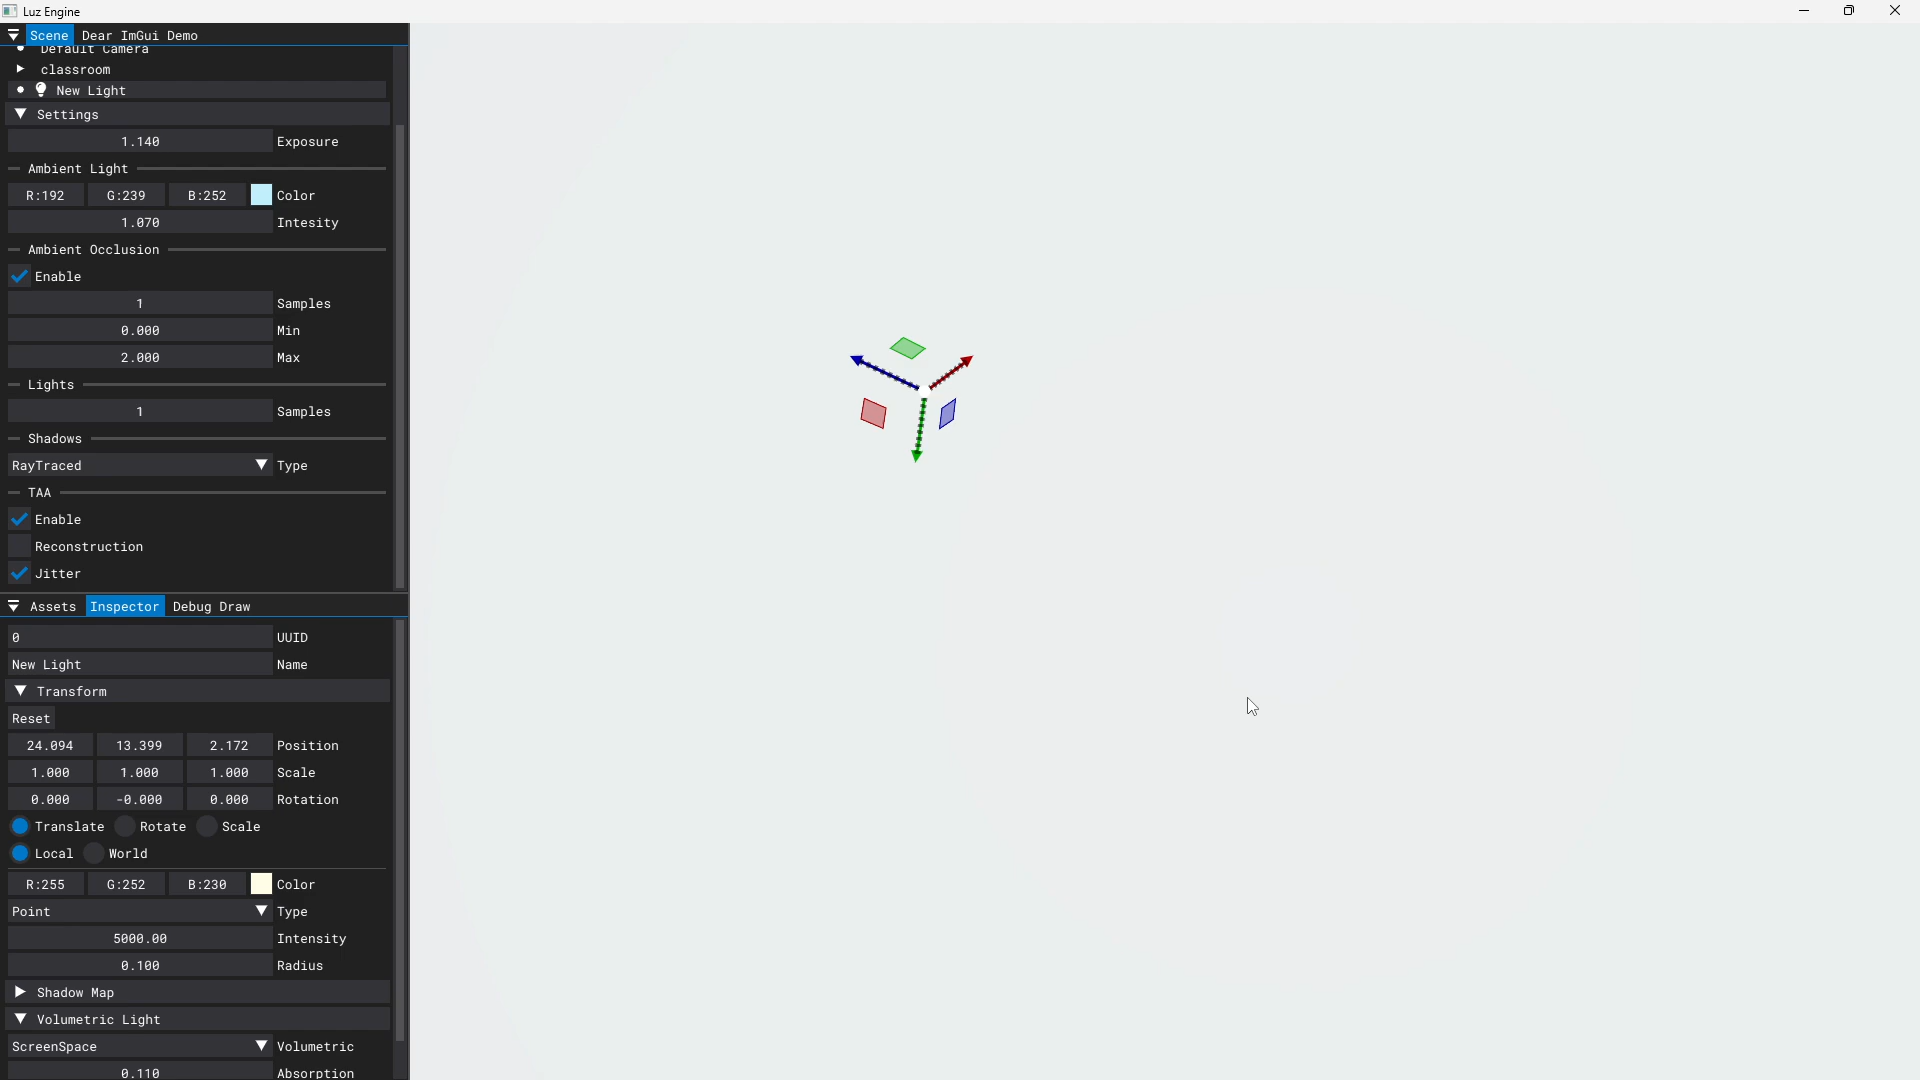 Luz Engine
Scene Dear ImGui Demo
Default Camera
classroom
New Light
Settings
1.140 Exposure
Ambient Light
R:192 G:239 B:252 Color
1.070 Intesity
Ambient Occlusion
Enable
1 Samples
0.000 Min
2.000 Max
Lights
1 Samples
Shadows
RayTraced Type
TAA
Enable
Reconstruction
Jitter
Assets Inspector Debug Draw
0 UUID
New Light Name
Transform
Reset
24.094 13.399 2.172 Position
1.000 1.000 1.000 Scale
0.000 -0.000 0.000 Rotation
Translate Rotate Scale
Local World
R:255 G:252 B:230 Color
Point Type
5000.00 Intensity
0.100 Radius
Shadow Map
Volumetric Light
ScreenSpace Volumetric
0.110 Absorption